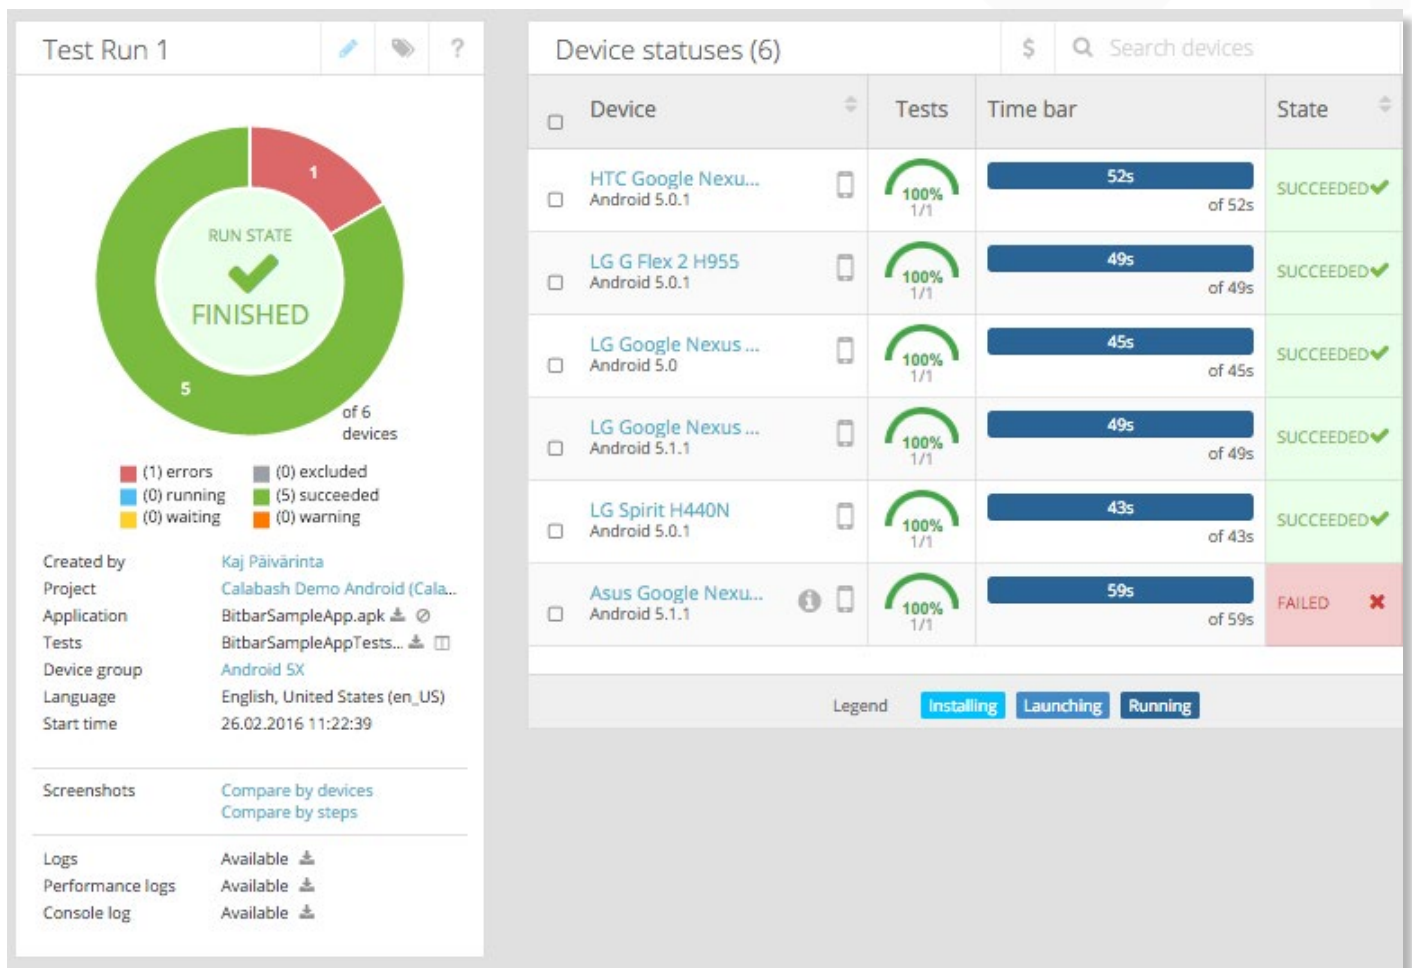 Test Run 1
?
1
RUN STATE
FINISHED
5
of 6
devices
(1) errors
(0) excluded
(0) running
(5) succeeded
(0) waiting
(0) warning
Created by Kaj Päivärinta
Project Calabash Demo Android (Cala...
Application BitbarSampleApp.apk
Tests BitbarSampleAppTests...
Device group Android 5X
Language English, United States (en_US)
Start time 26.02.2016 11:22:39
Screenshots Compare by devices
Compare by steps
Logs Available
Performance logs Available
Console log Available
Device statuses (6) $ Search devices
Device Tests Time bar State
HTC Google Nexu... 100% 52s SUCCEEDED
Android 5.0.1 1/1 of 52s
LG G Flex 2 H955 100% 49s SUCCEEDED
Android 5.0.1 1/1 of 49s
LG Google Nexus ... 100% 45s SUCCEEDED
Android 5.0 1/1 of 45s
LG Google Nexus ... 100% 49s SUCCEEDED
Android 5.1.1 1/1 of 49s
LG Spirit H440N 100% 43s SUCCEEDED
Android 5.0.1 1/1 of 43s
Asus Google Nexu... 100% 59s FAILED
Android 5.1.1 1/1 of 59s
Legend Installing Launching Running